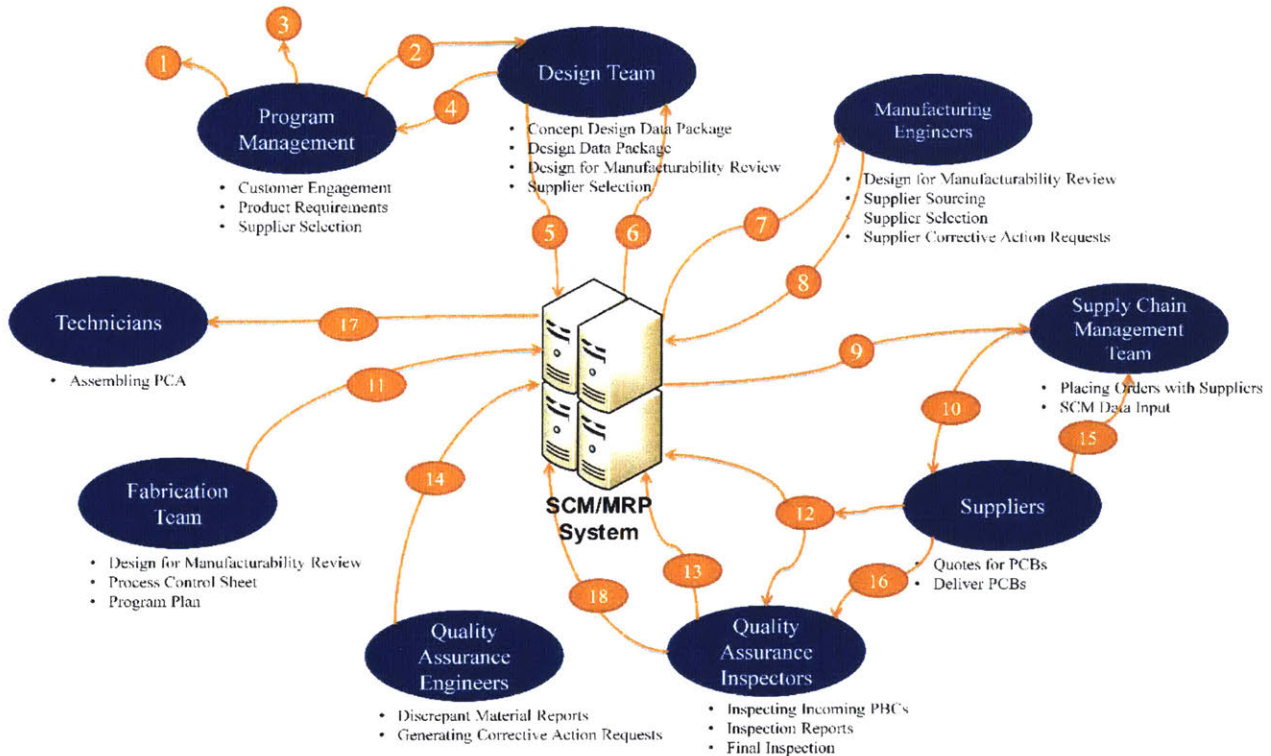 3
1
2
Design Team
4
Program
Management
• Concept Design Data Package
• Design Data Package
• Design for Manufacturability Review
• Supplier Selection
• Customer Engagement
• Product Requirements
• Supplier Selection
Manufacturing
Engineers
• Design for Manufacturability Review
• Supplier Sourcing
Supplier Selection
• Supplier Corrective Action Requests
5
6
7
8
Technicians
• Assembling PCA
17
11
9
Supply Chain
Management
Team
• Placing Orders with Suppliers
• SCM Data Input
10
15
Fabrication
Team
• Design for Manufacturability Review
• Process Control Sheet
• Program Plan
14
SCM/MRP
System
12
Suppliers
• Quotes for PCBs
• Deliver PCBs
13
16
18
Quality
Assurance
Engineers
• Discrepant Material Reports
• Generating Corrective Action Requests
Quality
Assurance
Inspectors
• Inspecting Incoming PBCs
• Inspection Reports
• Final Inspection